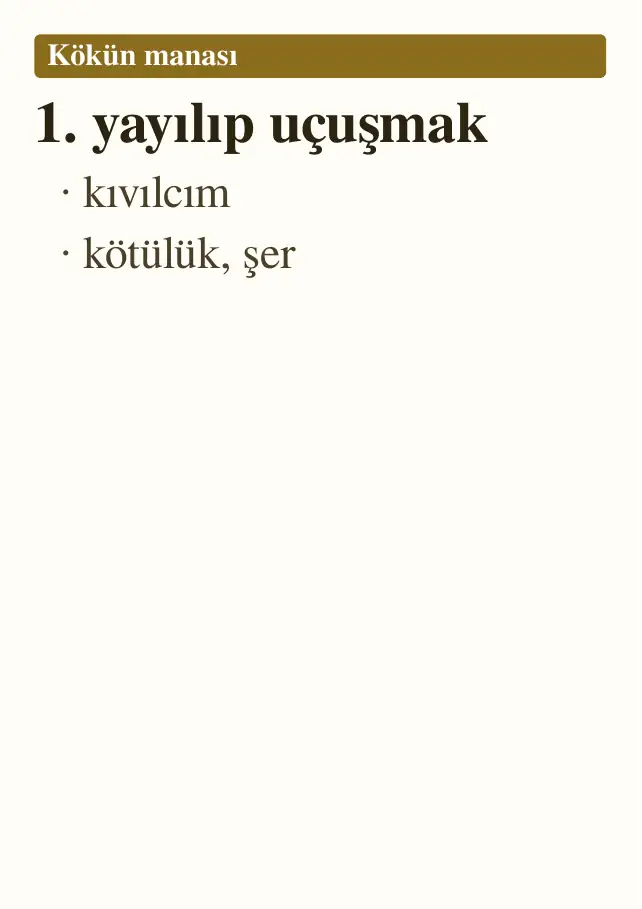 Kökün manası
1. yayılıp uçuşmak
· kıvılcım
· kötülük, şer